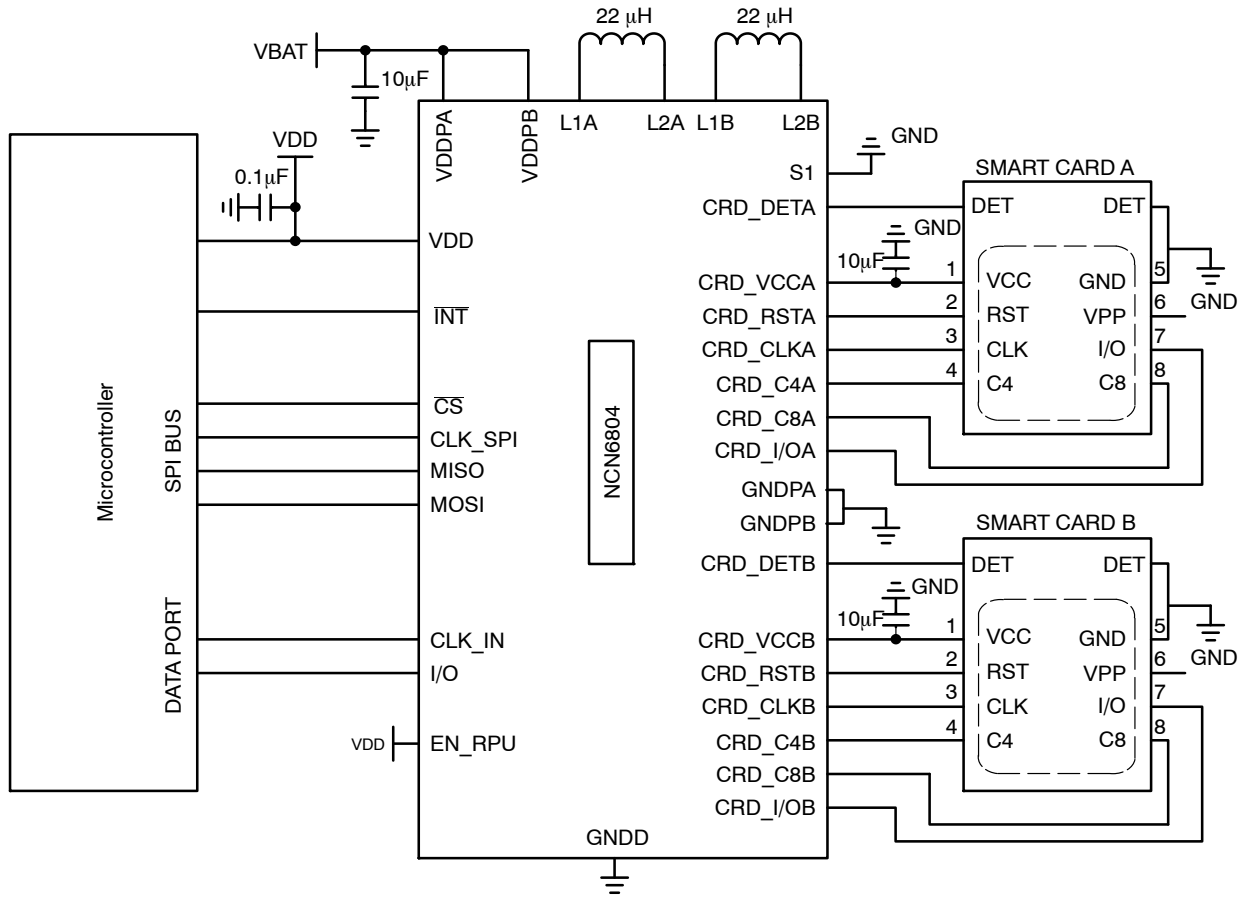 22 μH
22 μH
VBAT
10μF
VDDPA
VDDPB
L1A
L2A
L1B
L2B
VDD
0.1μF
S1
GND
SMART CARD A
CRD_DETA
DET
DET
GND
10μF
VDD
CRD_VCCA
1
VCC
GND
5
GND
INT
CRD_RSTA
2
RST
VPP
6
CRD_CLKA
3
CLK
I/O
7
CRD_C4A
4
C4
C8
8
CS
CRD_C8A
CLK_SPI
CRD_I/OA
MISO
MOSI
SPI BUS
Microcontroller
NCN6804
GNDPA
GNDPB
SMART CARD B
CRD_DETB
DET
DET
GND
10μF
DATA PORT
CLK_IN
CRD_VCCB
1
VCC
GND
5
GND
I/O
CRD_RSTB
2
RST
VPP
6
CRD_CLKB
3
CLK
I/O
7
VDD
EN_RPU
CRD_C4B
4
C4
C8
8
CRD_C8B
CRD_I/OB
GNDD